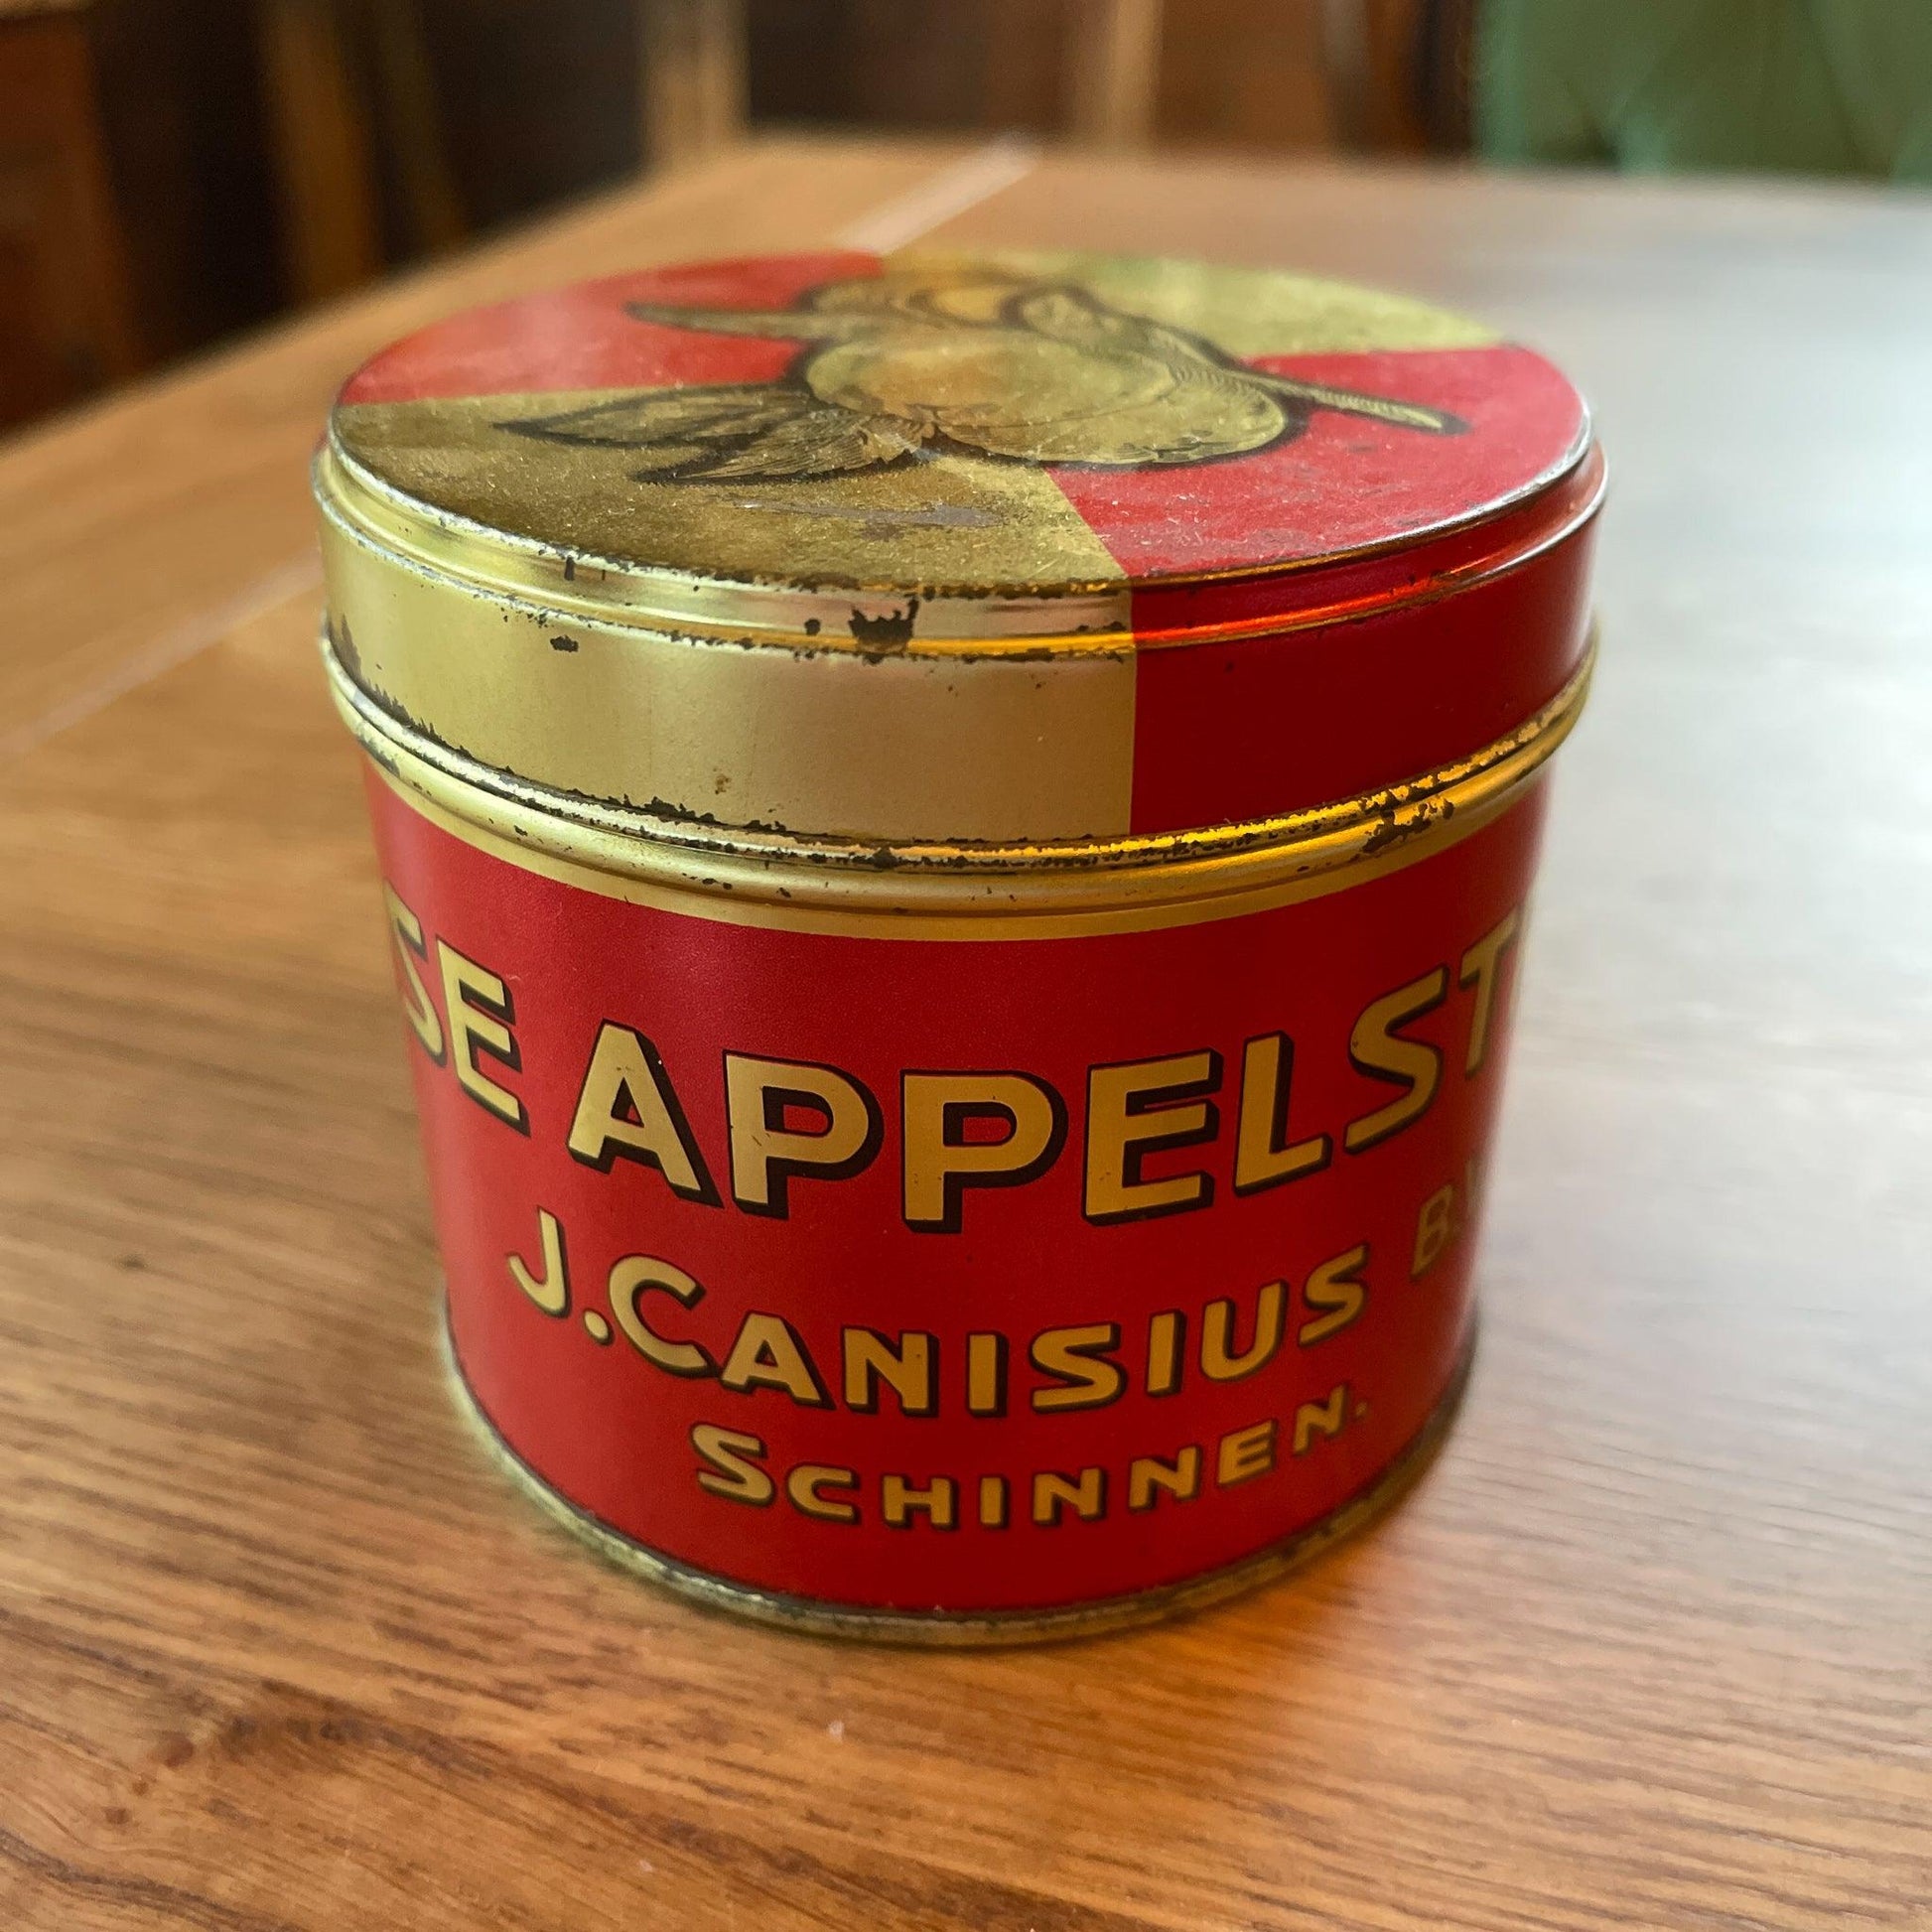 SE APPELST
J. CANISIUS B.V
SCHINNEN.